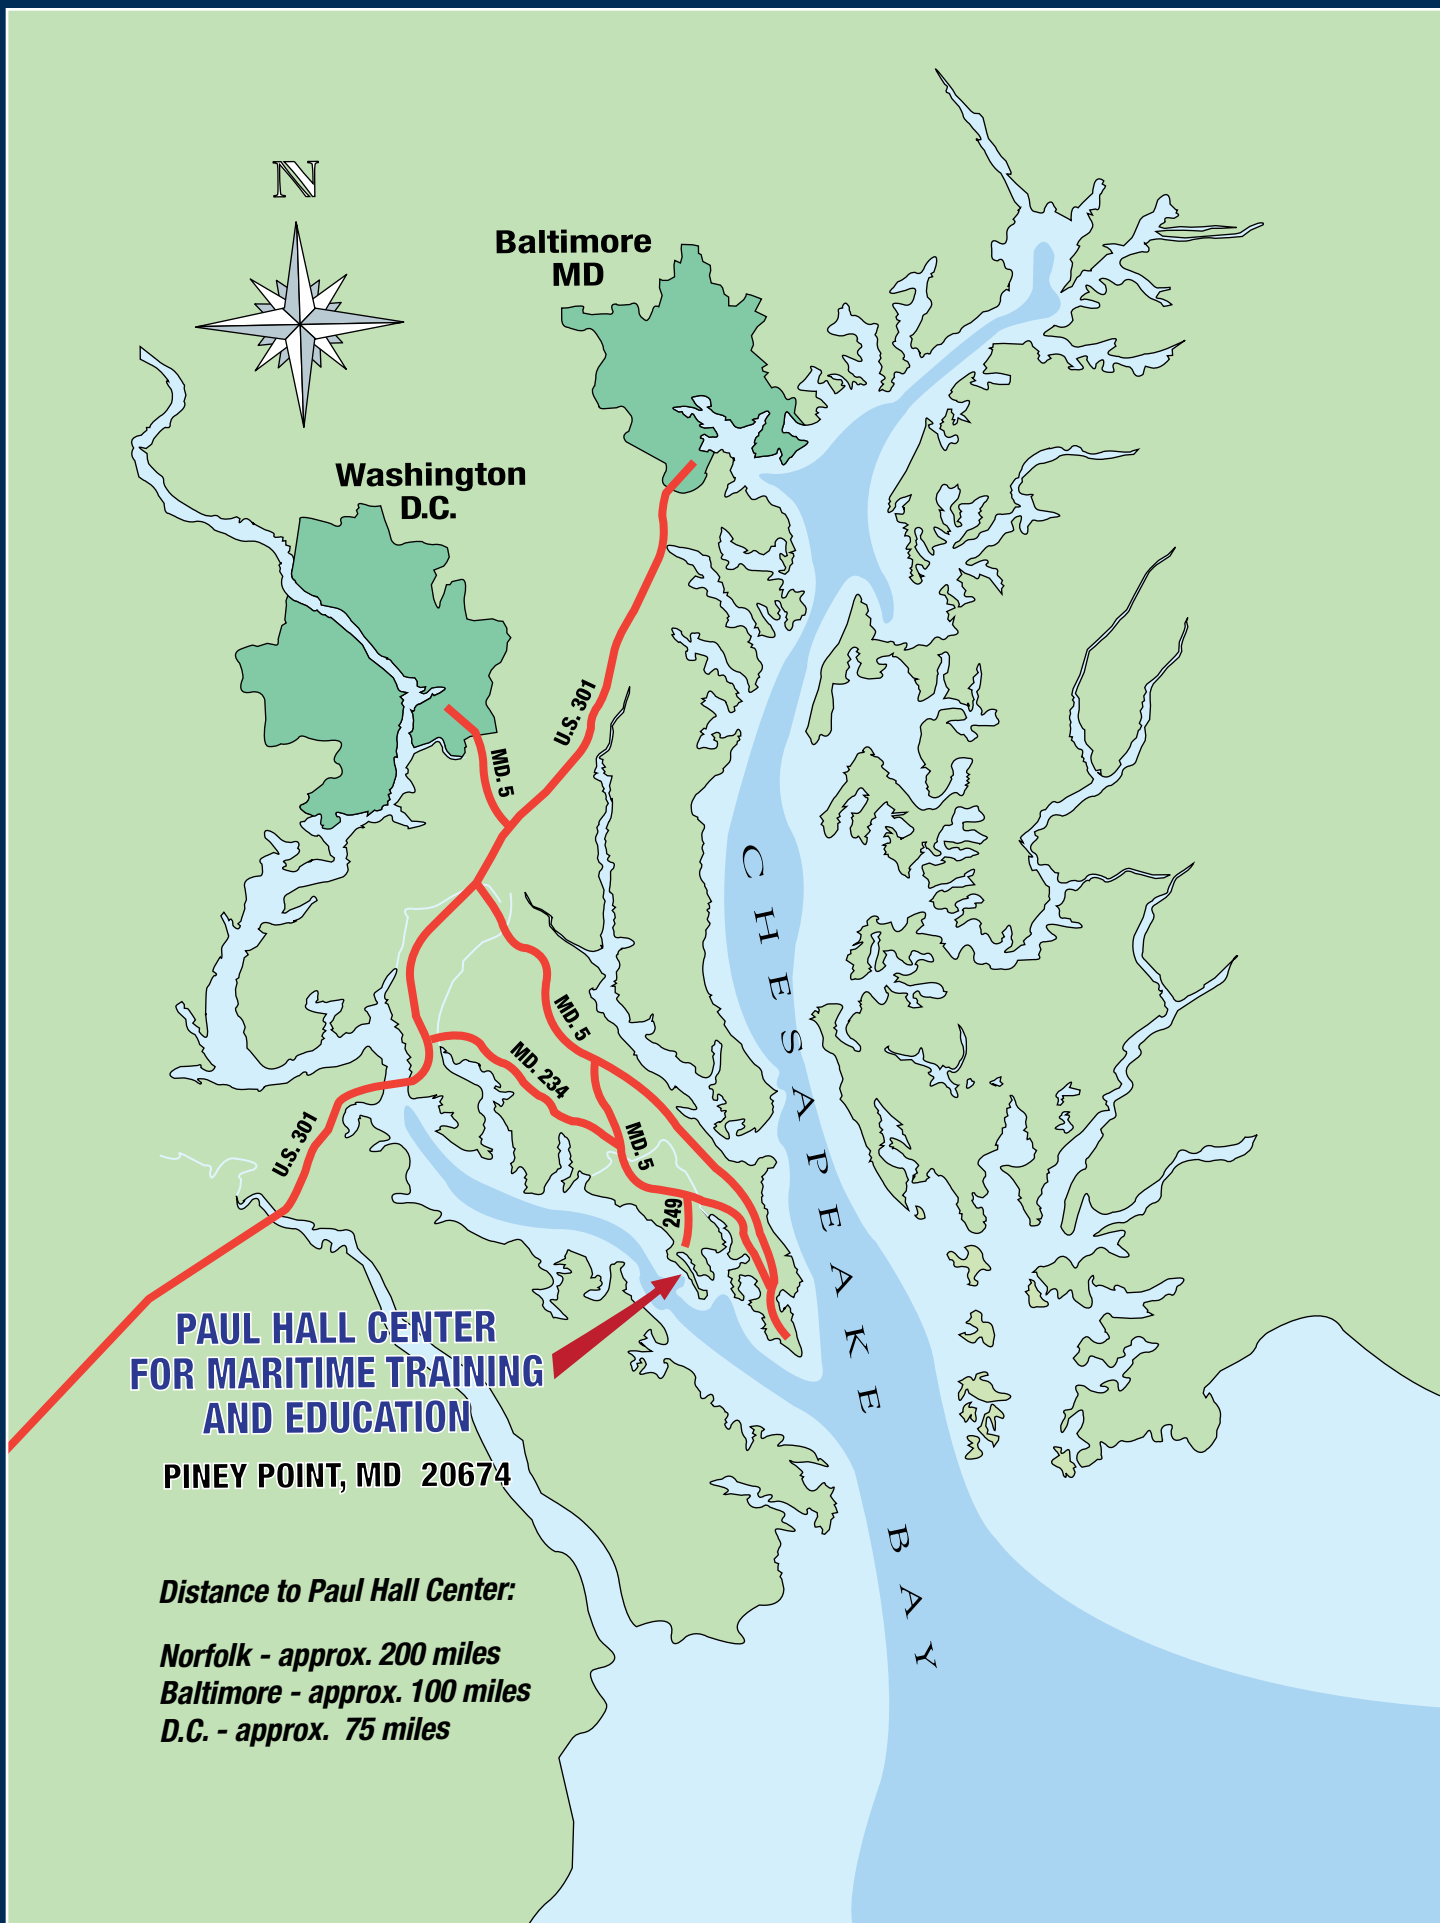 N
Baltimore
MD
Washington
D.C.
U.S. 301
MD. 5
CHESAPEAKE BAY
MD. 5
MD. 234
U.S. 301
MD. 5
249
PAUL HALL CENTER
FOR MARITIME TRAINING
AND EDUCATION
PINEY POINT, MD 20674
Distance to Paul Hall Center:
Norfolk - approx. 200 miles
Baltimore - approx. 100 miles
D.C. - approx. 75 miles